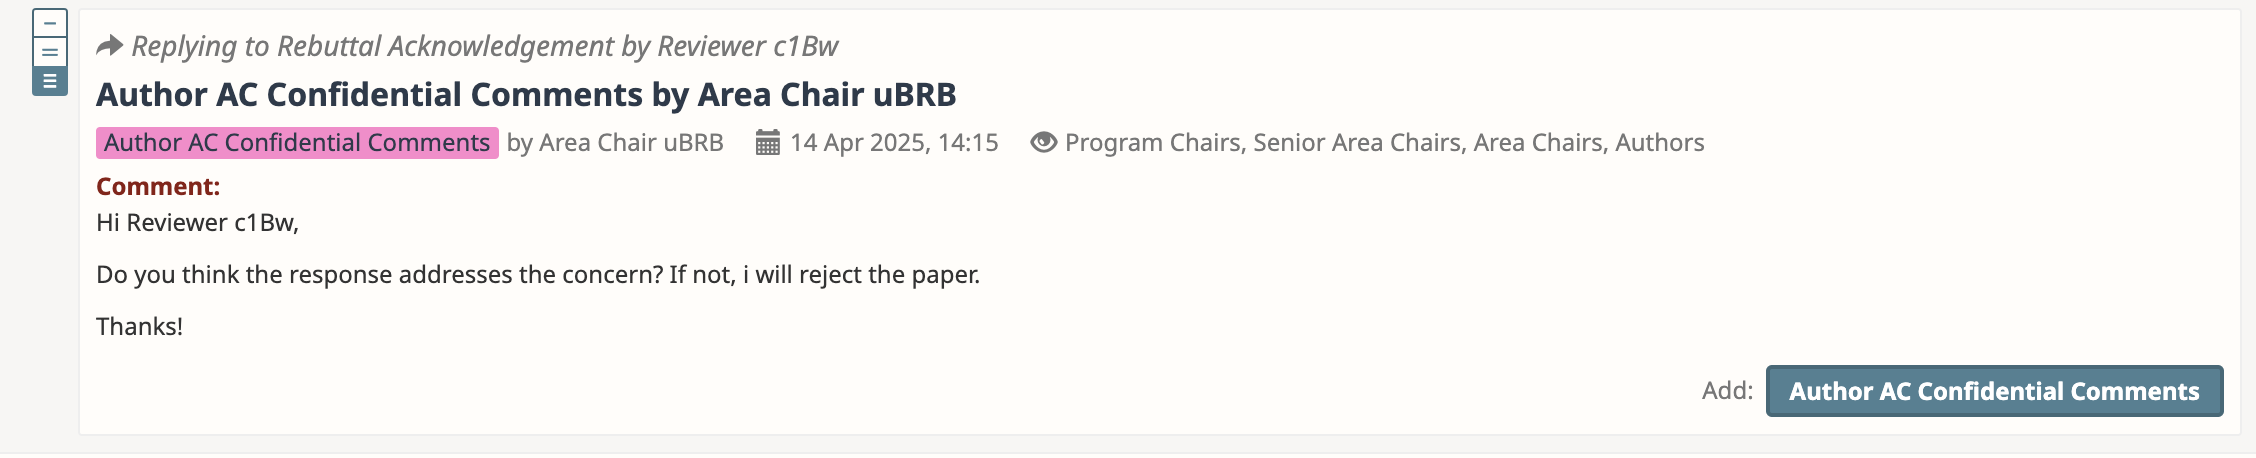 Replying to Rebuttal Acknowledgement by Reviewer c1Bw
Author AC Confidential Comments by Area Chair uBRB
Author AC Confidential Comments by Area Chair uBRB 14 Apr 2025, 14:15 Program Chairs, Senior Area Chairs, Area Chairs, Authors
Comment:
Hi Reviewer c1Bw,
Do you think the response addresses the concern? If not, i will reject the paper.
Thanks!
Add: Author AC Confidential Comments